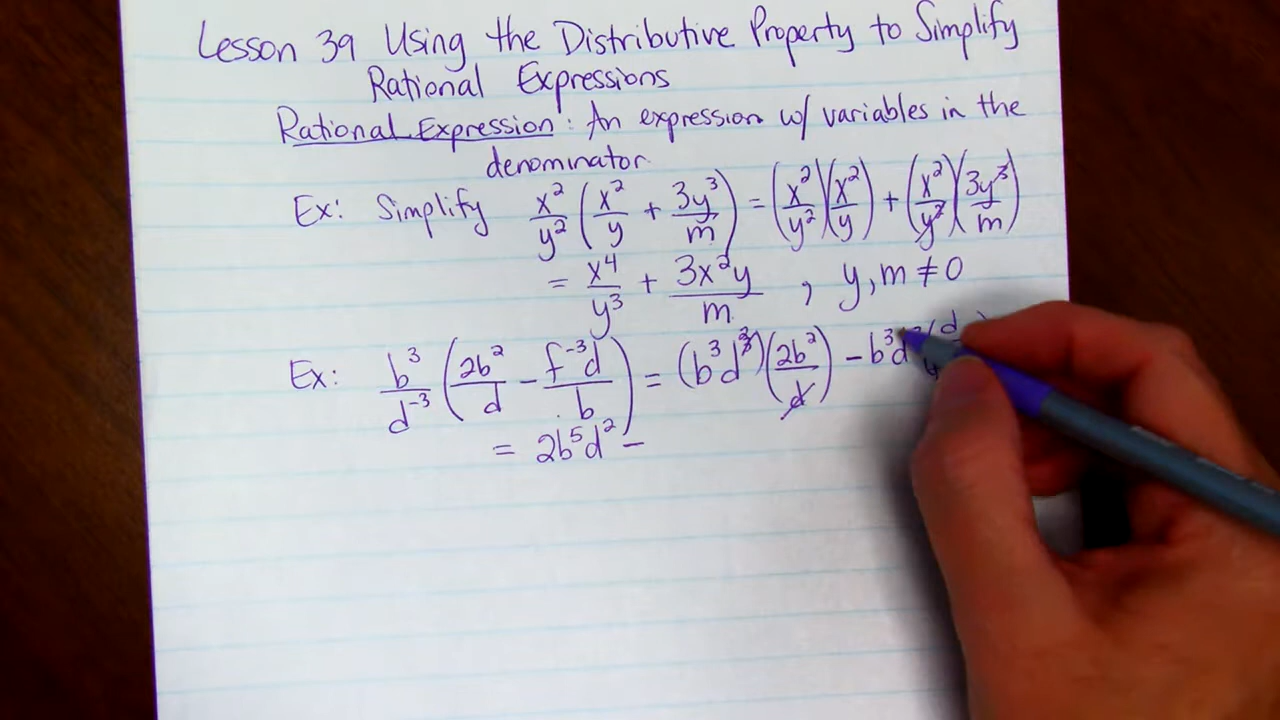 Lesson 39 Using the Distributive Property to Simplify
Rational Expressions
Rational Expression: An expression w/ variables in the
denominator.
Ex: Simplify x²/y² (x²/y + 3y³/m) = (x²/y²)(x²/y) + (x²/y²)(3y³/m)
= x⁴/y³ + 3x²y/m , y, m ≠ 0
Ex: b³/d⁻³ (2b²/d - f⁻³d/b) = (b³d³)(2b²/d) - b³d (d
= 2b⁵d² -